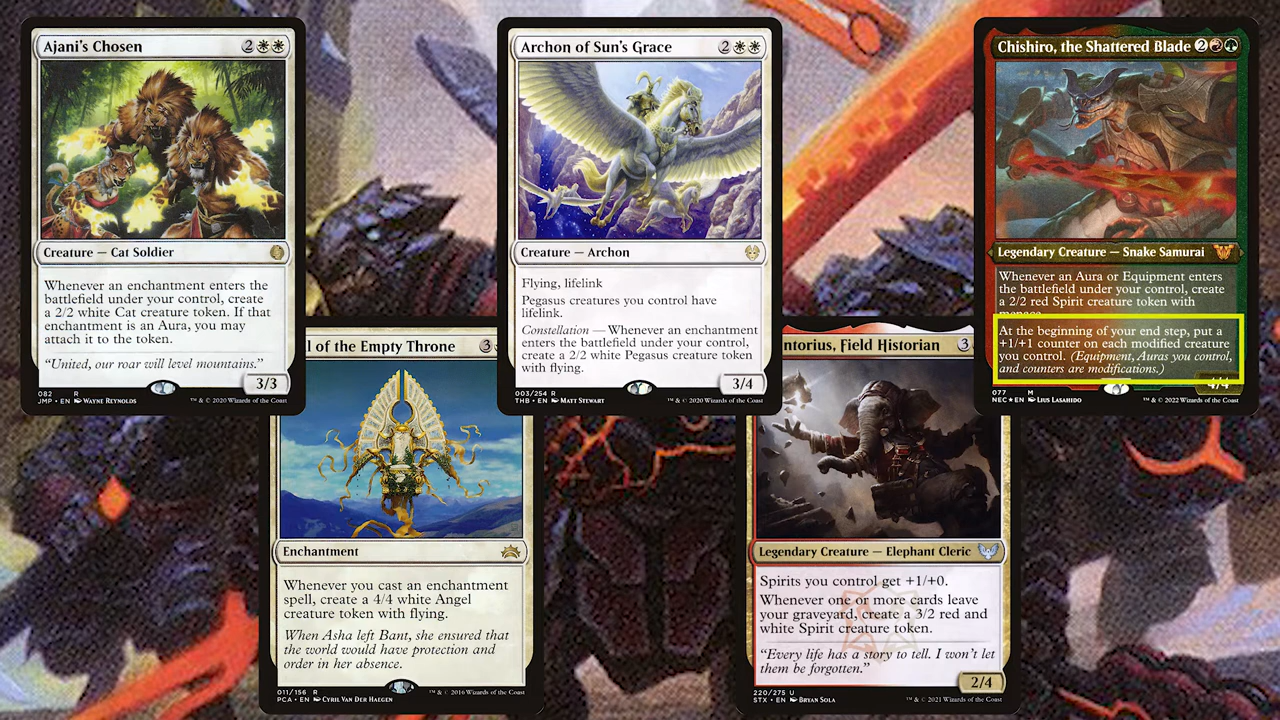 Ajani's Chosen 2
Creature — Cat Soldier
Whenever an enchantment enters the
battlefield under your control, create
a 2/2 white Cat creature token. If that
enchantment is an Aura, you may
attach it to the token.
"United, our roar will level mountains."
3/3
082 R
JMP • EN Wayne Reynolds ™ & © 2020 Wizards of the Coast
Archon of Sun's Grace 2
Creature — Archon
Flying, lifelink
Pegasus creatures you control have
lifelink.
Constellation — Whenever an enchantment
enters the battlefield under your control,
create a 2/2 white Pegasus creature token
with flying.
3/4
003/254 R
THB • EN Matt Stewart ™ & © 2020 Wizards of the Coast
Chishiro, the Shattered Blade 2
Legendary Creature — Snake Samurai
Whenever an Aura or Equipment enters
the battlefield under your control, create
a 2/2 red Spirit creature token with
menace.
At the beginning of your end step, put a
+1/+1 counter on each modified creature
you control. (Equipment, Auras you control,
and counters are modifications.)
4/4
077 M
NEC ★ EN Lius Lasahido ™ & © 2022 Wizards of the Coast
l of the Empty Throne 3
Enchantment
Whenever you cast an enchantment
spell, create a 4/4 white Angel
creature token with flying.
When Asha left Bant, she ensured that
the world would have protection and
order in her absence.
011/156 R
PCA • EN Cyril Van Der Haegen ™ & © 2016 Wizards of the Coast
ntorius, Field Historian 3
Legendary Creature — Elephant Cleric
Spirits you control get +1/+0.
Whenever one or more cards leave
your graveyard, create a 3/2 red and
white Spirit creature token.
"Every life has a story to tell. I won't let
them be forgotten."
2/4
220/275 U
STX • EN Bryan Sola ™ & © 2021 Wizards of the Coast